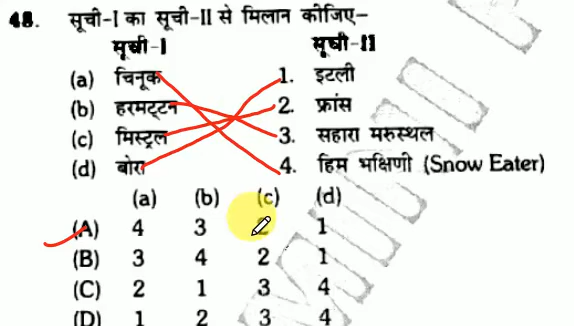 48. सूची-I का सूची-II से मिलान कीजिए–
सूची-I सूची-II
(a) चिनूक 1. इटली
(b) हरमट्टन 2. फ्रांस
(c) मिस्ट्रल 3. सहारा मरुस्थल
(d) बोरा 4. हिम भक्षिणी (Snow Eater)
(a) (b) (c) (d)
(A) 4 3 2 1
(B) 3 4 2 1
(C) 2 1 3 4
(D) 1 2 3 4